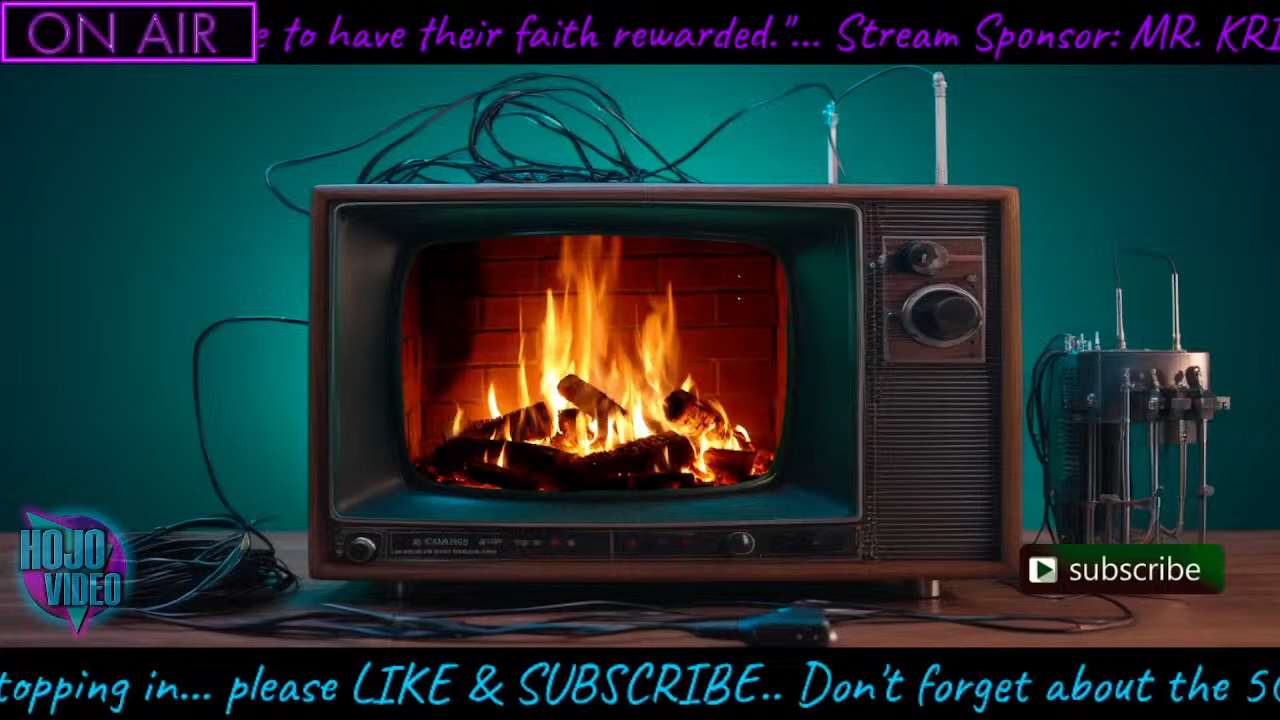 ON AIR
to have their faith rewarded."... Stream Sponsor: MR. KRI
HOJO
VIDEO
subscribe
topping in... please LIKE & SUBSCRIBE.. Don't forget about the